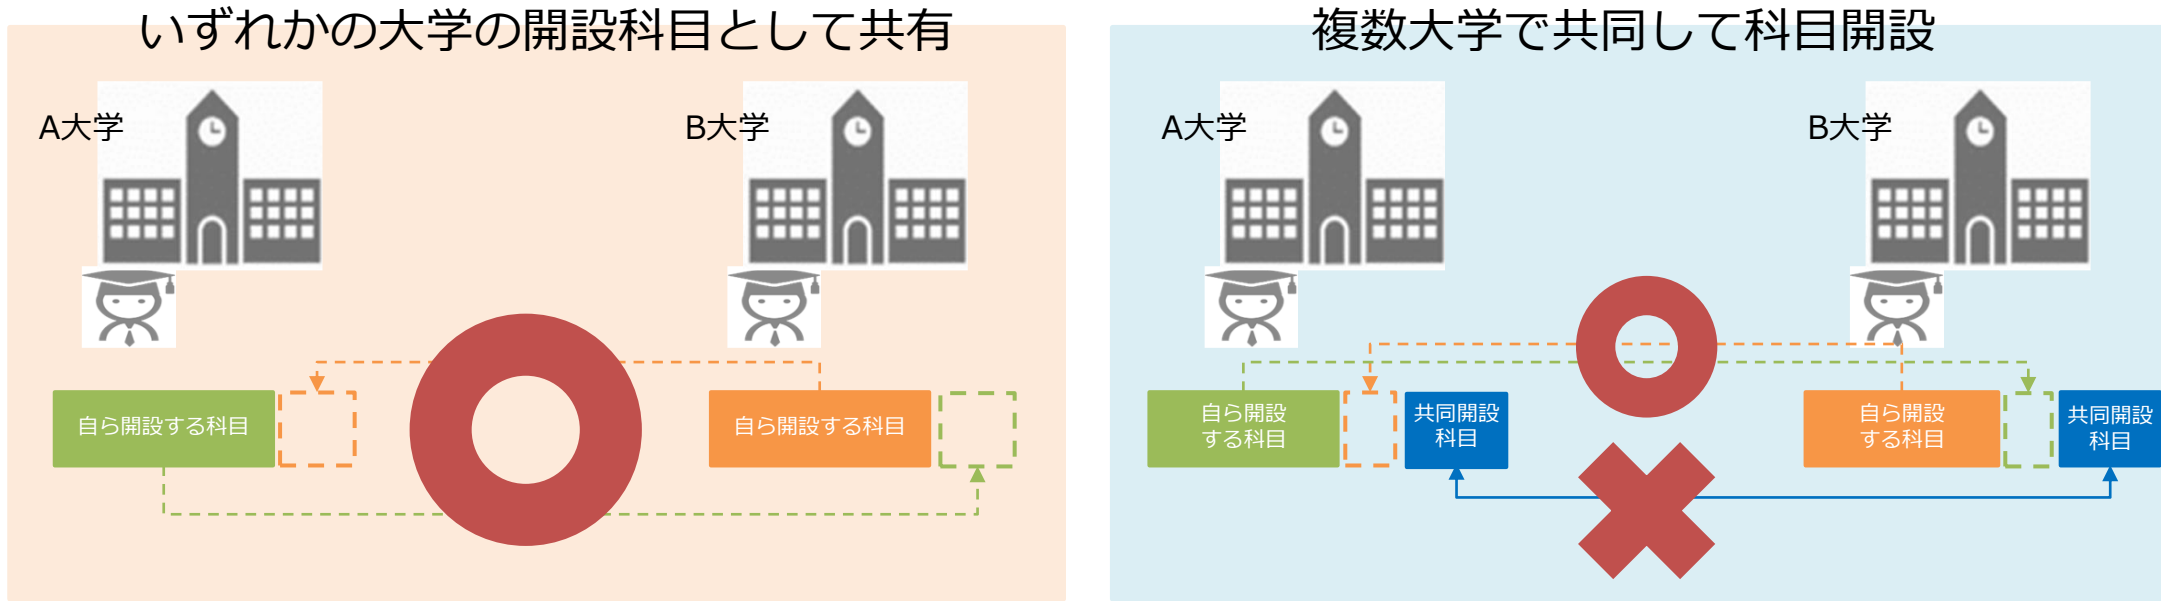 いずれかの大学の開設科目として共有
A大学
B大学
自ら開設する科目
自ら開設する科目
複数大学で共同して科目開設
A大学
B大学
自ら開設
する科目
共同開設
科目
自ら開設
する科目
共同開設
科目